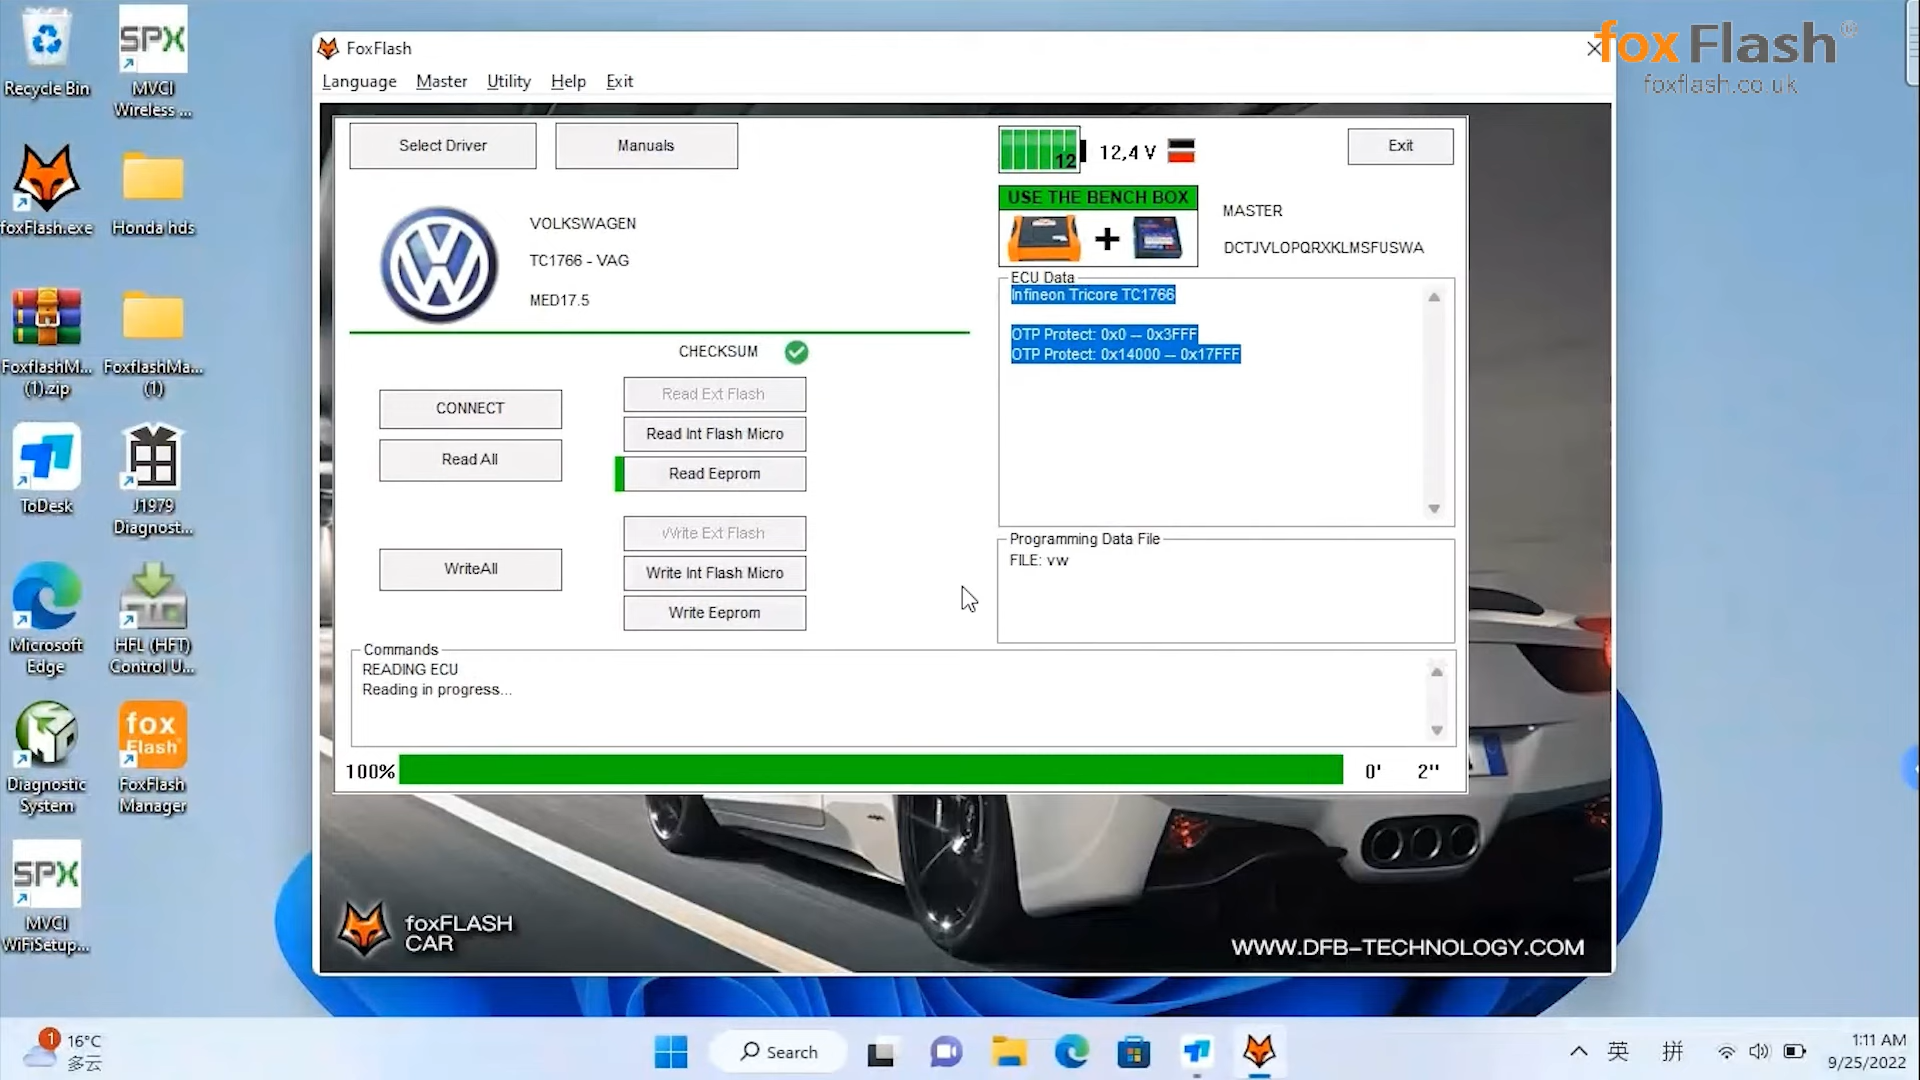 Recycle Bin
SPX
MVCI
Wireless ...
foxFlash.exe
Honda hds
FoxflashM...
(1).zip
FoxflashMa...
(1)
ToDesk
J1979
Diagnost...
Microsoft
Edge
HFL (HFT)
Control U...
Diagnostic
System
fox
Flash
FoxFlash
Manager
SPX
MVCI
WiFiSetup...
FoxFlash
Language Master Utility Help Exit
foxFlash®
foxflash.co.uk
Select Driver
Manuals
12
12,4 V
Exit
VOLKSWAGEN
TC1766 - VAG
MED17.5
USE THE BENCH BOX
+
MASTER
DCTJVLOPQRXKLMSFUSWA
CHECKSUM
CONNECT
Read All
WriteAll
Read Ext Flash
Read Int Flash Micro
Read Eeprom
Write Ext Flash
Write Int Flash Micro
Write Eeprom
ECU Data
Infineon Tricore TC1766
OTP Protect: 0x0 -- 0x3FFF
OTP Protect: 0x14000 -- 0x17FFF
Programming Data File
FILE: vw
Commands
READING ECU
Reading in progress...
100%
0' 2''
foxFLASH
CAR
WWW.DFB-TECHNOLOGY.COM
1
16°C
多云
Search
英
拼
1:11 AM
9/25/2022